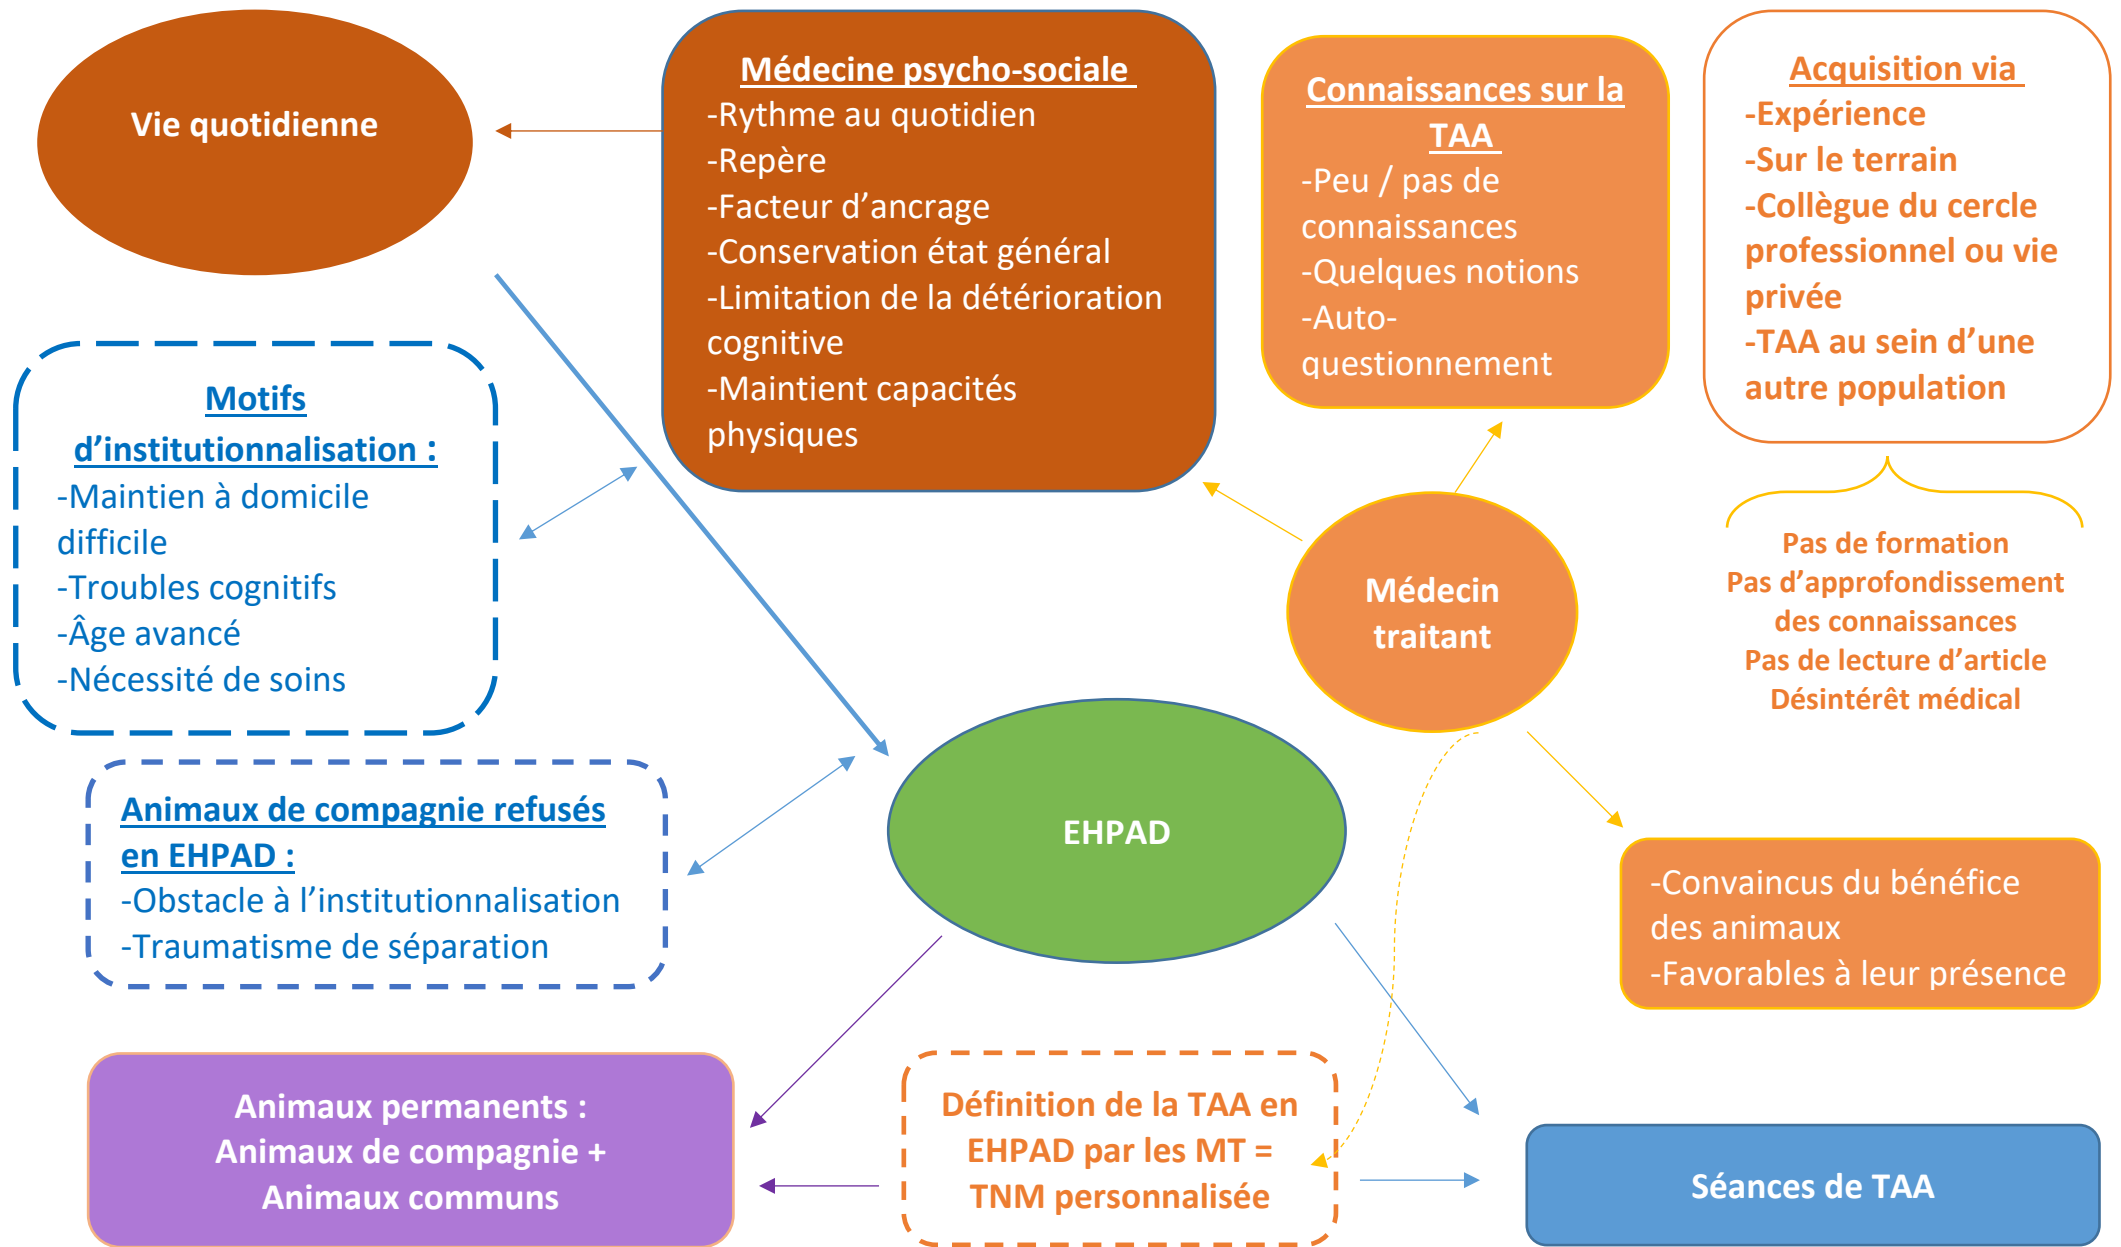 Vie quotidienne
Médecine psycho-sociale
-Rythme au quotidien
-Repère
-Facteur d’ancrage
-Conservation état général
-Limitation de la détérioration
cognitive
-Maintient capacités
physiques
Connaissances sur la
TAA
-Peu / pas de
connaissances
-Quelques notions
-Auto-
questionnement
Acquisition via
-Expérience
-Sur le terrain
-Collègue du cercle
professionnel ou vie
privée
-TAA au sein d’une
autre population
Pas de formation
Pas d’approfondissement
des connaissances
Pas de lecture d’article
Désintérêt médical
Motifs
d’institutionnalisation :
-Maintien à domicile
difficile
-Troubles cognitifs
-Âge avancé
-Nécessité de soins
Médecin
traitant
Animaux de compagnie refusés
en EHPAD :
-Obstacle à l’institutionnalisation
-Traumatisme de séparation
EHPAD
-Convaincus du bénéfice
des animaux
-Favorables à leur présence
Animaux permanents :
Animaux de compagnie +
Animaux communs
Définition de la TAA en
EHPAD par les MT =
TNM personnalisée
Séances de TAA